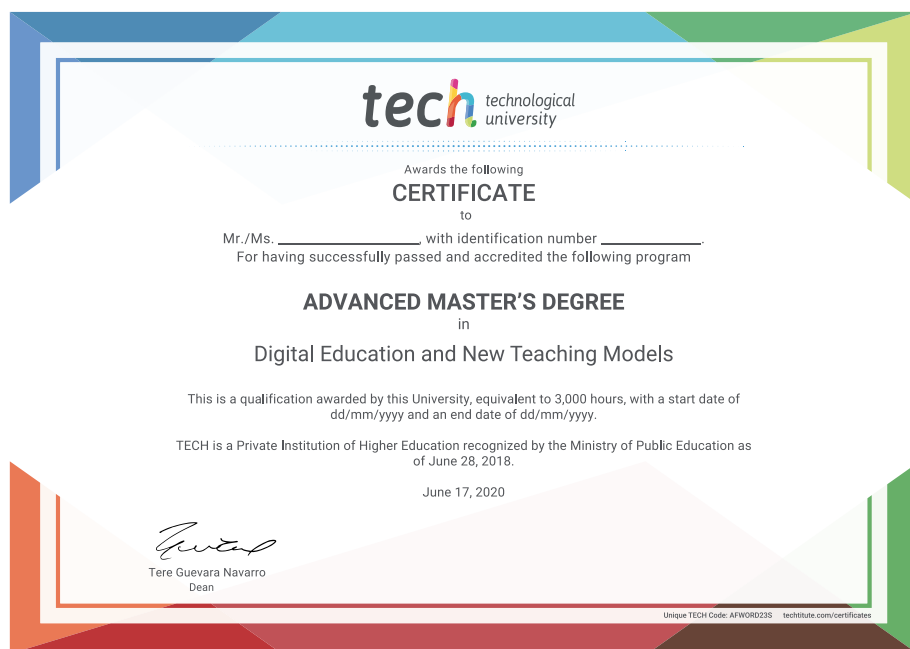 tech technological
university
Awards the following
CERTIFICATE
to
Mr./Ms. ____________________, with identification number ______________.
For having successfully passed and accredited the following program
ADVANCED MASTER'S DEGREE
in
Digital Education and New Teaching Models
This is a qualification awarded by this University, equivalent to 3,000 hours, with a start date of
dd/mm/yyyy and an end date of dd/mm/yyyy.
TECH is a Private Institution of Higher Education recognized by the Ministry of Public Education as
of June 28, 2018.
June 17, 2020
Tere Guevara Navarro
Dean
Unique TECH Code: AFWORD23S techtitute.com/certificates